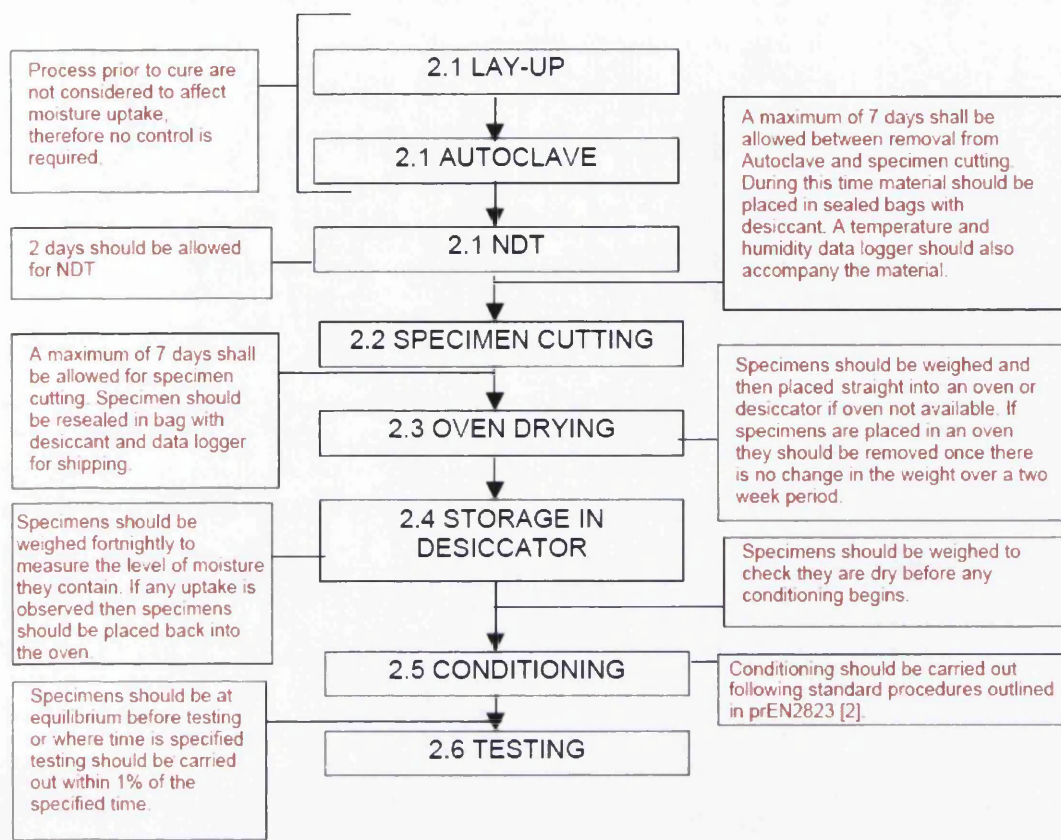 2.1 LAY-UP
Process prior to cure are
not considered to affect
moisture uptake,
therefore no control is
required.
2.1 AUTOCLAVE
A maximum of 7 days shall
be allowed between removal from
Autoclave and specimen cutting.
During this time material should be
placed in sealed bags with
desiccant. A temperature and
humidity data logger should also
accompany the material.
2.1 NDT
2 days should be allowed
for NDT
2.2 SPECIMEN CUTTING
A maximum of 7 days shall
be allowed for specimen
cutting. Specimen should
be resealed in bag with
desiccant and data logger
for shipping.
2.3 OVEN DRYING
Specimens should be weighed and
then placed straight into an oven or
desiccator if oven not available. If
specimens are placed in an oven
they should be removed once there
is no change in the weight over a two
week period.
2.4 STORAGE IN
DESICCATOR
Specimens should be
weighed fortnightly to
measure the level of moisture
they contain. If any uptake is
observed then specimens
should be placed back into
the oven.
Specimens should be weighed to
check they are dry before any
conditioning begins.
2.5 CONDITIONING
Conditioning should be carried out
following standard procedures outlined
in prEN2823 [2].
Specimens should be at
equilibrium before testing
or where time is specified
testing should be carried
out within 1% of the
specified time.
2.6 TESTING